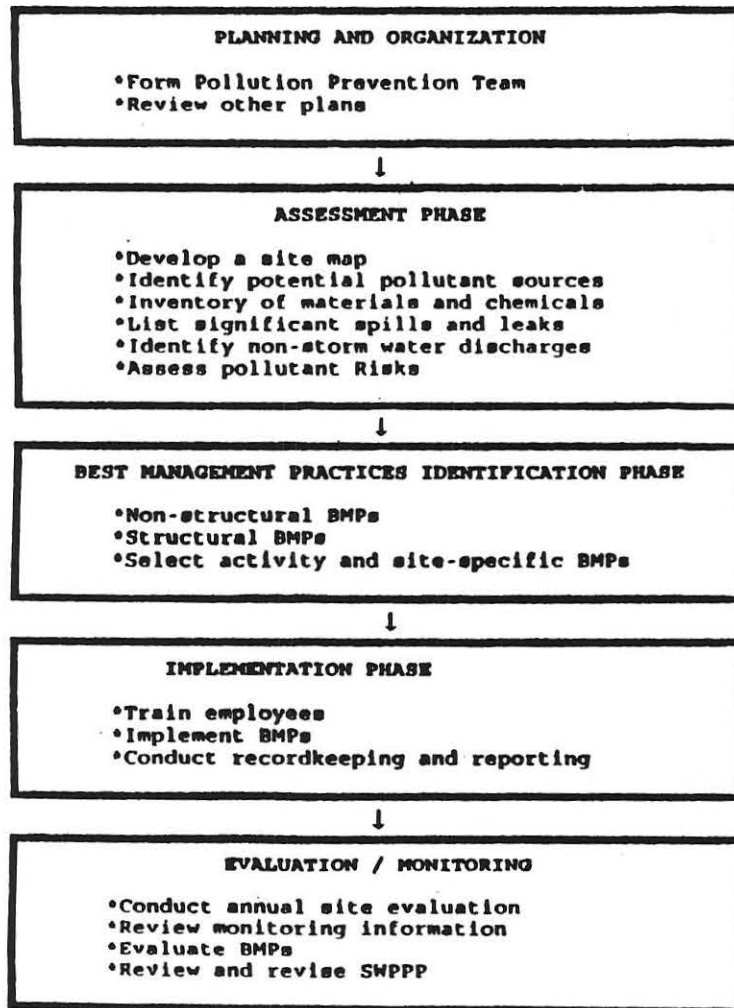 PLANNING AND ORGANIZATION
*Form Pollution Prevention Team
*Review other plans
↓
ASSESSMENT PHASE
*Develop a site map
*Identify potential pollutant sources
*Inventory of materials and chemicals
*List significant spills and leaks
*Identify non-storm water discharges
*Assess pollutant Risks
↓
BEST MANAGEMENT PRACTICES IDENTIFICATION PHASE
*Non-structural BMPs
*Structural BMPs
*Select activity and site-specific BMPs
↓
IMPLEMENTATION PHASE
*Train employees
*Implement BMPs
*Conduct recordkeeping and reporting
↓
EVALUATION / MONITORING
*Conduct annual site evaluation
*Review monitoring information
*Evaluate BMPs
*Review and revise SWPPP